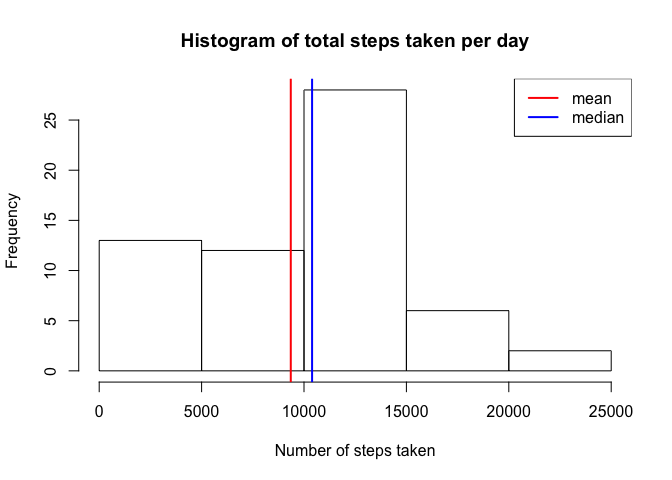 Histogram of total steps taken per day
mean
median
Frequency
25
20
15
10
5
0
0 5000 10000 15000 20000 25000
Number of steps taken